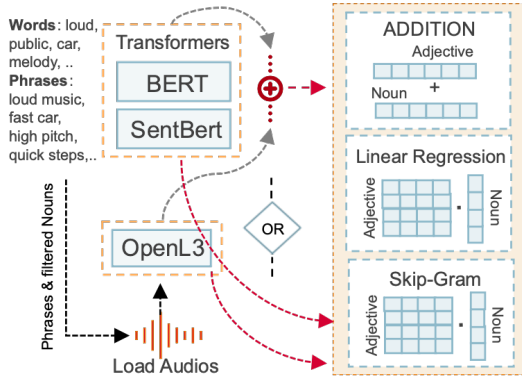 Words: loud,
public, car,
melody, ..
Phrases:
loud music,
fast car,
high pitch,
quick steps,..
Transformers
BERT
SentBert
OpenL3
Phrases & filtered Nouns
Load Audios
OR
ADDITION
Adjective
+
Noun
Linear Regression
Adjective
Noun
Skip-Gram
Adjective
Noun